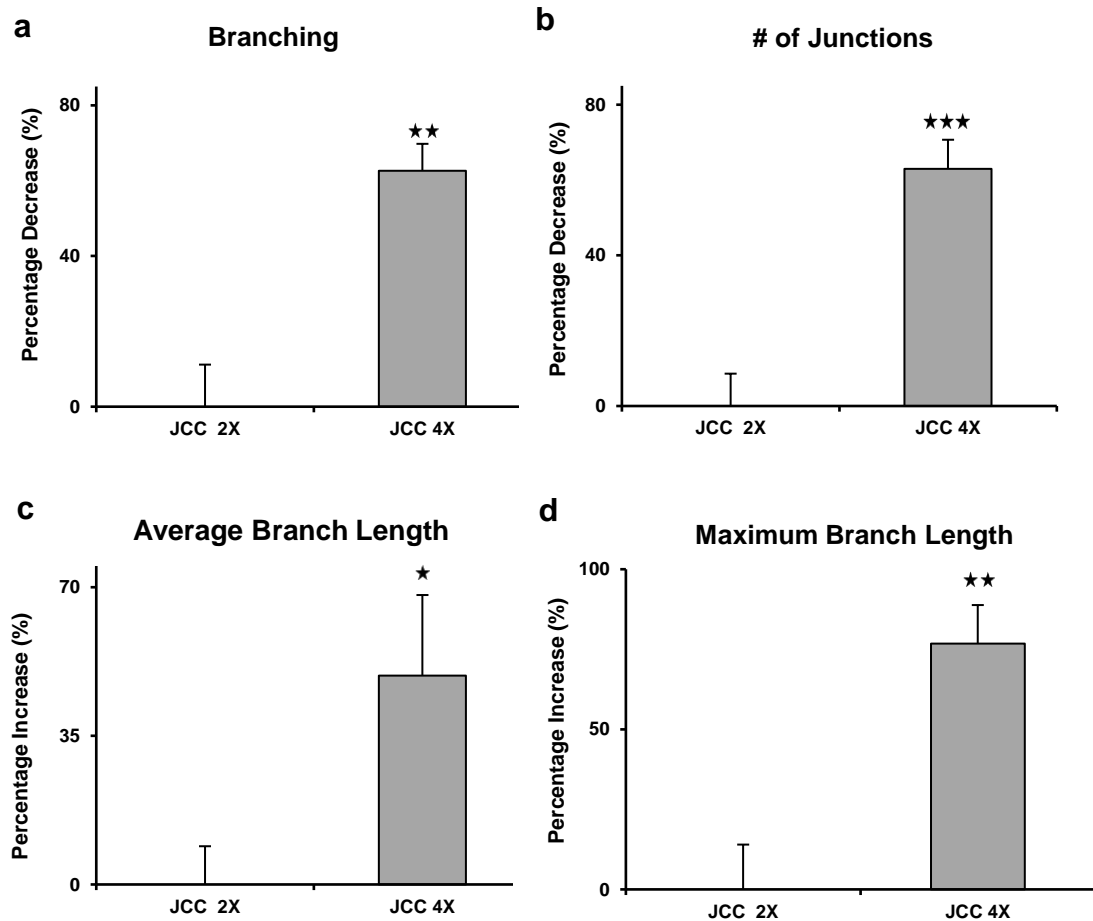 a
Branching
Percentage Decrease (%)
80
★★
40
0
JCC 2X
JCC 4X
b
# of Junctions
Percentage Decrease (%)
80
★★★
40
0
JCC 2X
JCC 4X
c
Average Branch Length
Percentage Increase (%)
70
★
35
0
JCC 2X
JCC 4X
d
Maximum Branch Length
Percentage Increase (%)
100
★★
50
0
JCC 2X
JCC 4X